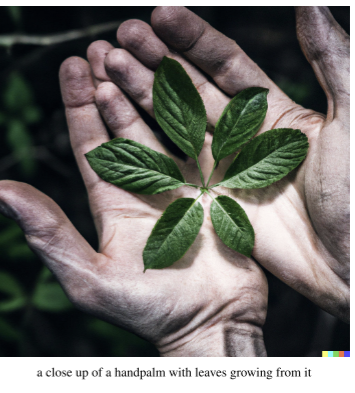 a close up of a handpalm with leaves growing from it